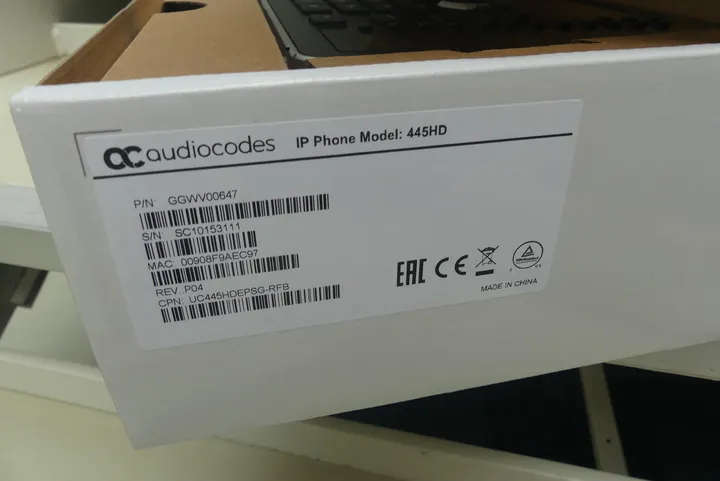 audiocodes IP Phone Model: 445HD
P/N: GGWV00647
S/N: SC10153111
MAC: 00908F9AEC97
REV: P04
CPN: UC445HDEPSG-RFB
EAC CE
MADE IN CHINA